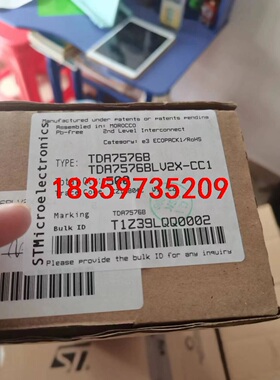 Manufactured under patents or patents pending
Assembled in: MOROCCO
Pb-free 2nd Level Interconnect
Category: e3 ECOPACK1/RoHS
STMicroelectronics
TYPE: TDA7576B
TDA7576BLV2X-CC1
18359735209
Marking TDA7576B
Bulk ID T1Z39LQQ0002
Please provide the bulk ID for any inquiry